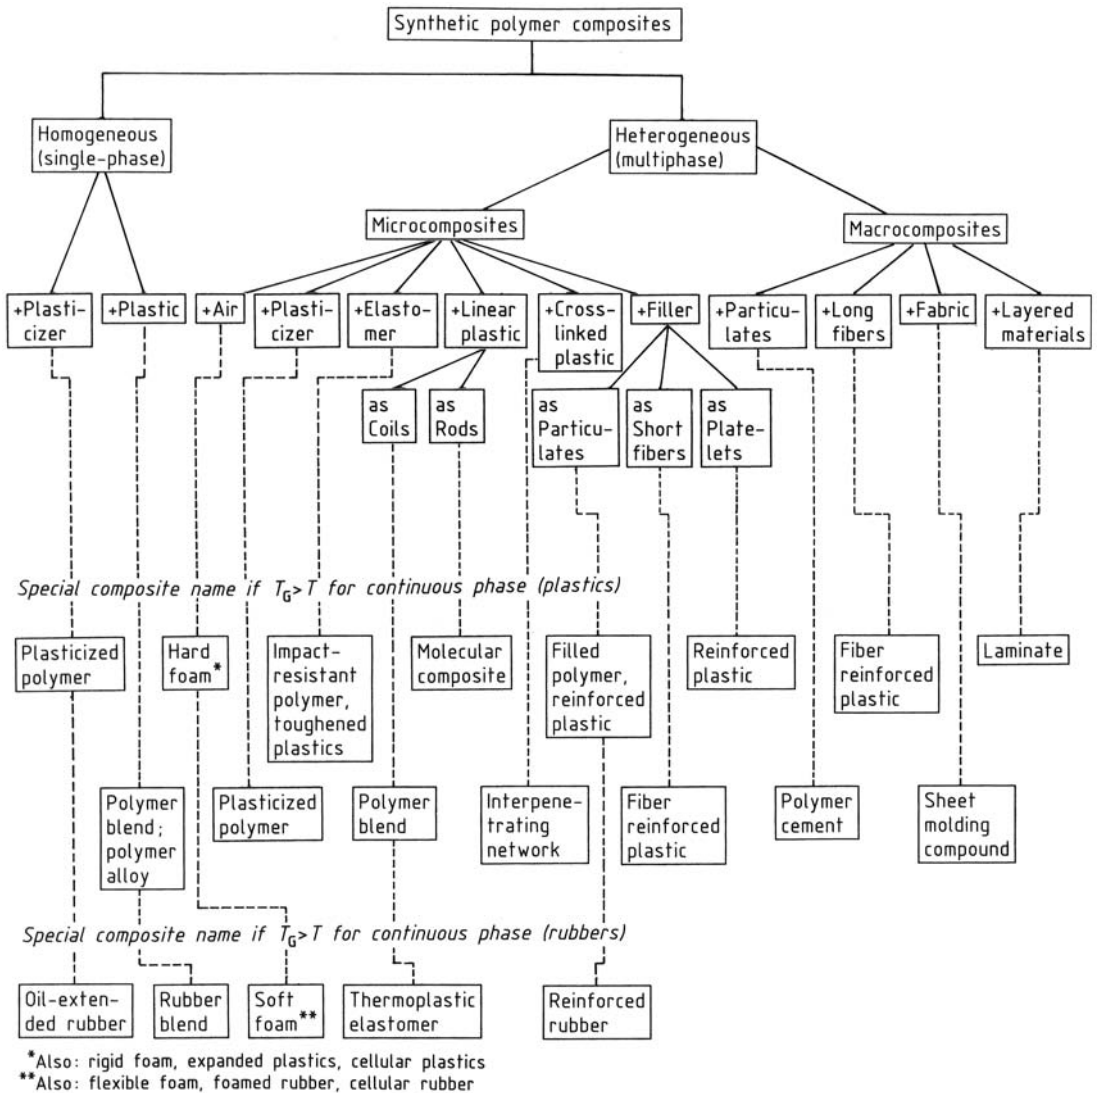 Synthetic polymer composites
Homogeneous
(single-phase)
Heterogeneous
(multiphase)
Microcomposites
Macrocomposites
+Plasti-
cizer
+Plastic
+Air
+Plasti-
cizer
+Elasto-
mer
+Linear
plastic
+Cross-
linked
plastic
+Filler
+Particu-
lates
+Long
fibers
+Fabric
+Layered
materials
as
Coils
as
Rods
as
Particu-
lates
as
Short
fibers
as
Plate-
lets
Special composite name if TG>T for continuous phase (plastics)
Plasticized
polymer
Hard
foam*
Impact-
resistant
polymer,
toughened
plastics
Molecular
composite
Filled
polymer,
reinforced
plastic
Reinforced
plastic
Fiber
reinforced
plastic
Laminate
Polymer
blend;
polymer
alloy
Plasticized
polymer
Polymer
blend
Interpene-
trating
network
Fiber
reinforced
plastic
Polymer
cement
Sheet
molding
compound
Special composite name if TG>T for continuous phase (rubbers)
Oil-exten-
ded rubber
Rubber
blend
Soft
foam**
Thermoplastic
elastomer
Reinforced
rubber
*Also: rigid foam, expanded plastics, cellular plastics
**Also: flexible foam, foamed rubber, cellular rubber